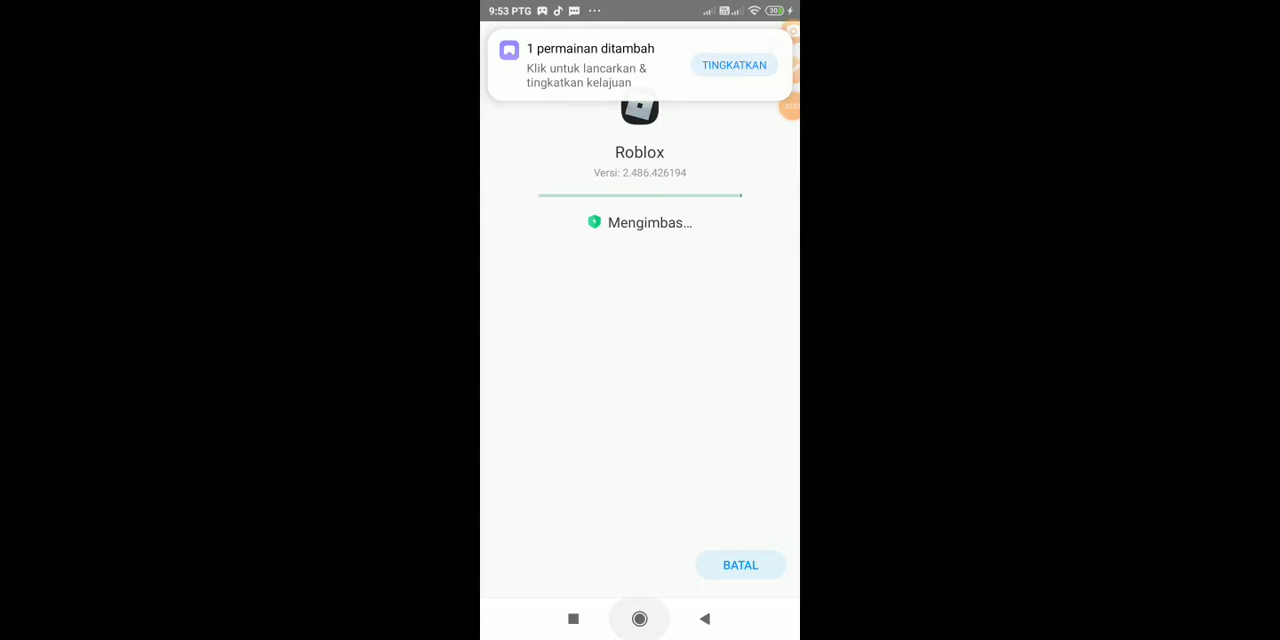 9:53 PTG
30
1 permainan ditambah
Klik untuk lancarkan &
tingkatkan kelajuan
TINGKATKAN
Roblox
Versi: 2.486.426194
Mengimbas...
BATAL